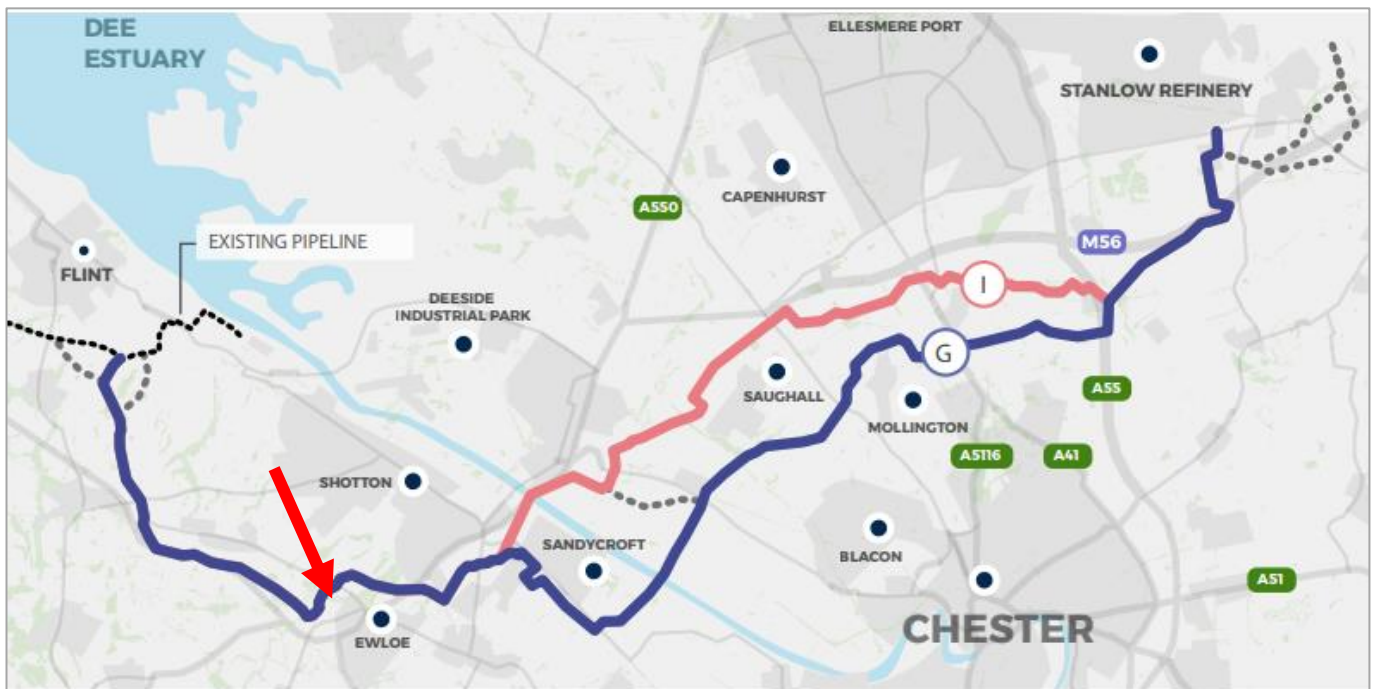 DEE
ESTUARY
ELLESMERE PORT
STANLOW REFINERY
CAPENHURST
A550
M56
EXISTING PIPELINE
FLINT
DEESIDE
INDUSTRIAL PARK
I
G
SAUGHALL
A55
MOLLINGTON
A5116
A41
SHOTTON
SANDYCROFT
BLACON
A51
EWLOE
CHESTER